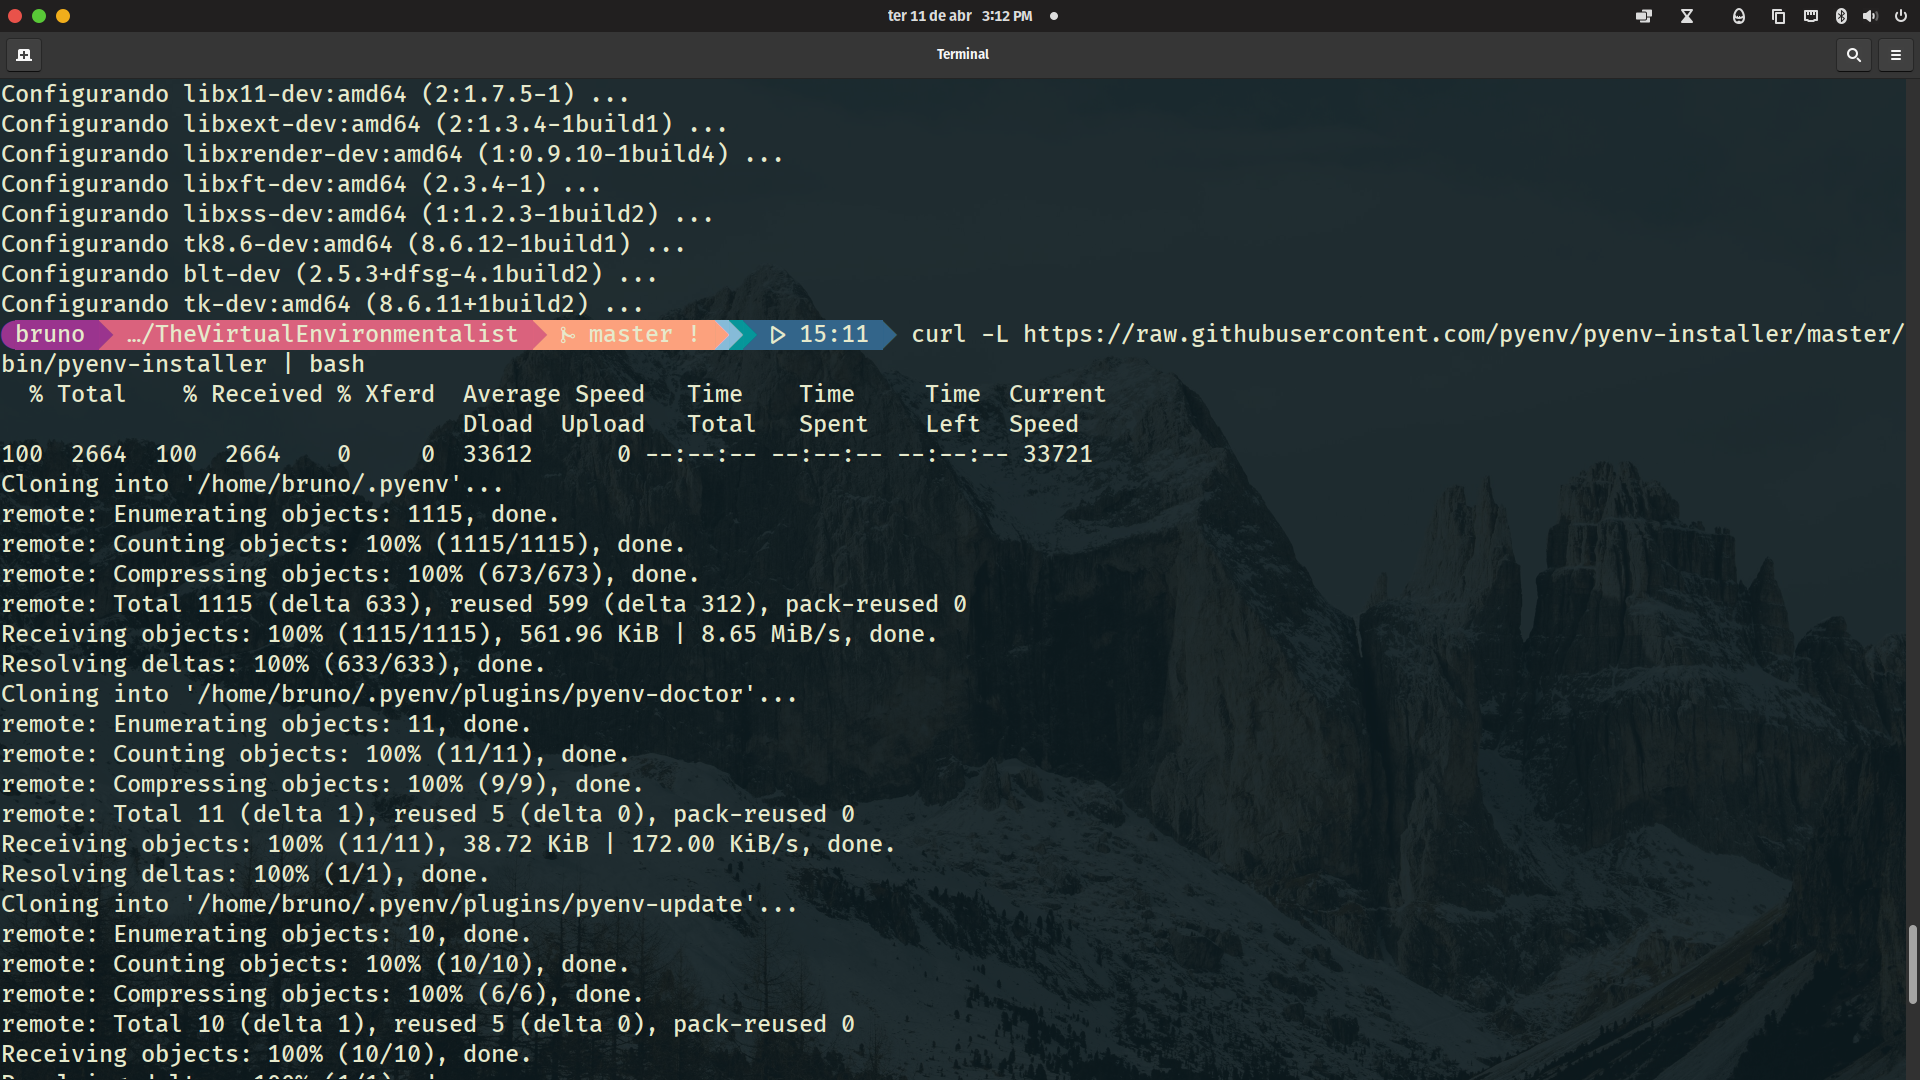 ter 11 de abr 3:12 PM
Terminal
Configurando libx11-dev:amd64 (2:1.7.5-1) ...
Configurando libxext-dev:amd64 (2:1.3.4-1build1) ...
Configurando libxrender-dev:amd64 (1:0.9.10-1build4) ...
Configurando libxft-dev:amd64 (2.3.4-1) ...
Configurando libxss-dev:amd64 (1:1.2.3-1build2) ...
Configurando tk8.6-dev:amd64 (8.6.12-1build1) ...
Configurando blt-dev (2.5.3+dfsg-4.1build2) ...
Configurando tk-dev:amd64 (8.6.11+1build2) ...
bruno …/TheVirtualEnvironmentalist master ! 15:11 curl -L https://raw.githubusercontent.com/pyenv/pyenv-installer/master/
bin/pyenv-installer | bash
% Total % Received % Xferd Average Speed Time Time Time Current
Dload Upload Total Spent Left Speed
100 2664 100 2664 0 0 33612 0 --:--:-- --:--:-- --:--:-- 33721
Cloning into '/home/bruno/.pyenv'...
remote: Enumerating objects: 1115, done.
remote: Counting objects: 100% (1115/1115), done.
remote: Compressing objects: 100% (673/673), done.
remote: Total 1115 (delta 633), reused 599 (delta 312), pack-reused 0
Receiving objects: 100% (1115/1115), 561.96 KiB | 8.65 MiB/s, done.
Resolving deltas: 100% (633/633), done.
Cloning into '/home/bruno/.pyenv/plugins/pyenv-doctor'...
remote: Enumerating objects: 11, done.
remote: Counting objects: 100% (11/11), done.
remote: Compressing objects: 100% (9/9), done.
remote: Total 11 (delta 1), reused 5 (delta 0), pack-reused 0
Receiving objects: 100% (11/11), 38.72 KiB | 172.00 KiB/s, done.
Resolving deltas: 100% (1/1), done.
Cloning into '/home/bruno/.pyenv/plugins/pyenv-update'...
remote: Enumerating objects: 10, done.
remote: Counting objects: 100% (10/10), done.
remote: Compressing objects: 100% (6/6), done.
remote: Total 10 (delta 1), reused 5 (delta 0), pack-reused 0
Receiving objects: 100% (10/10), done.